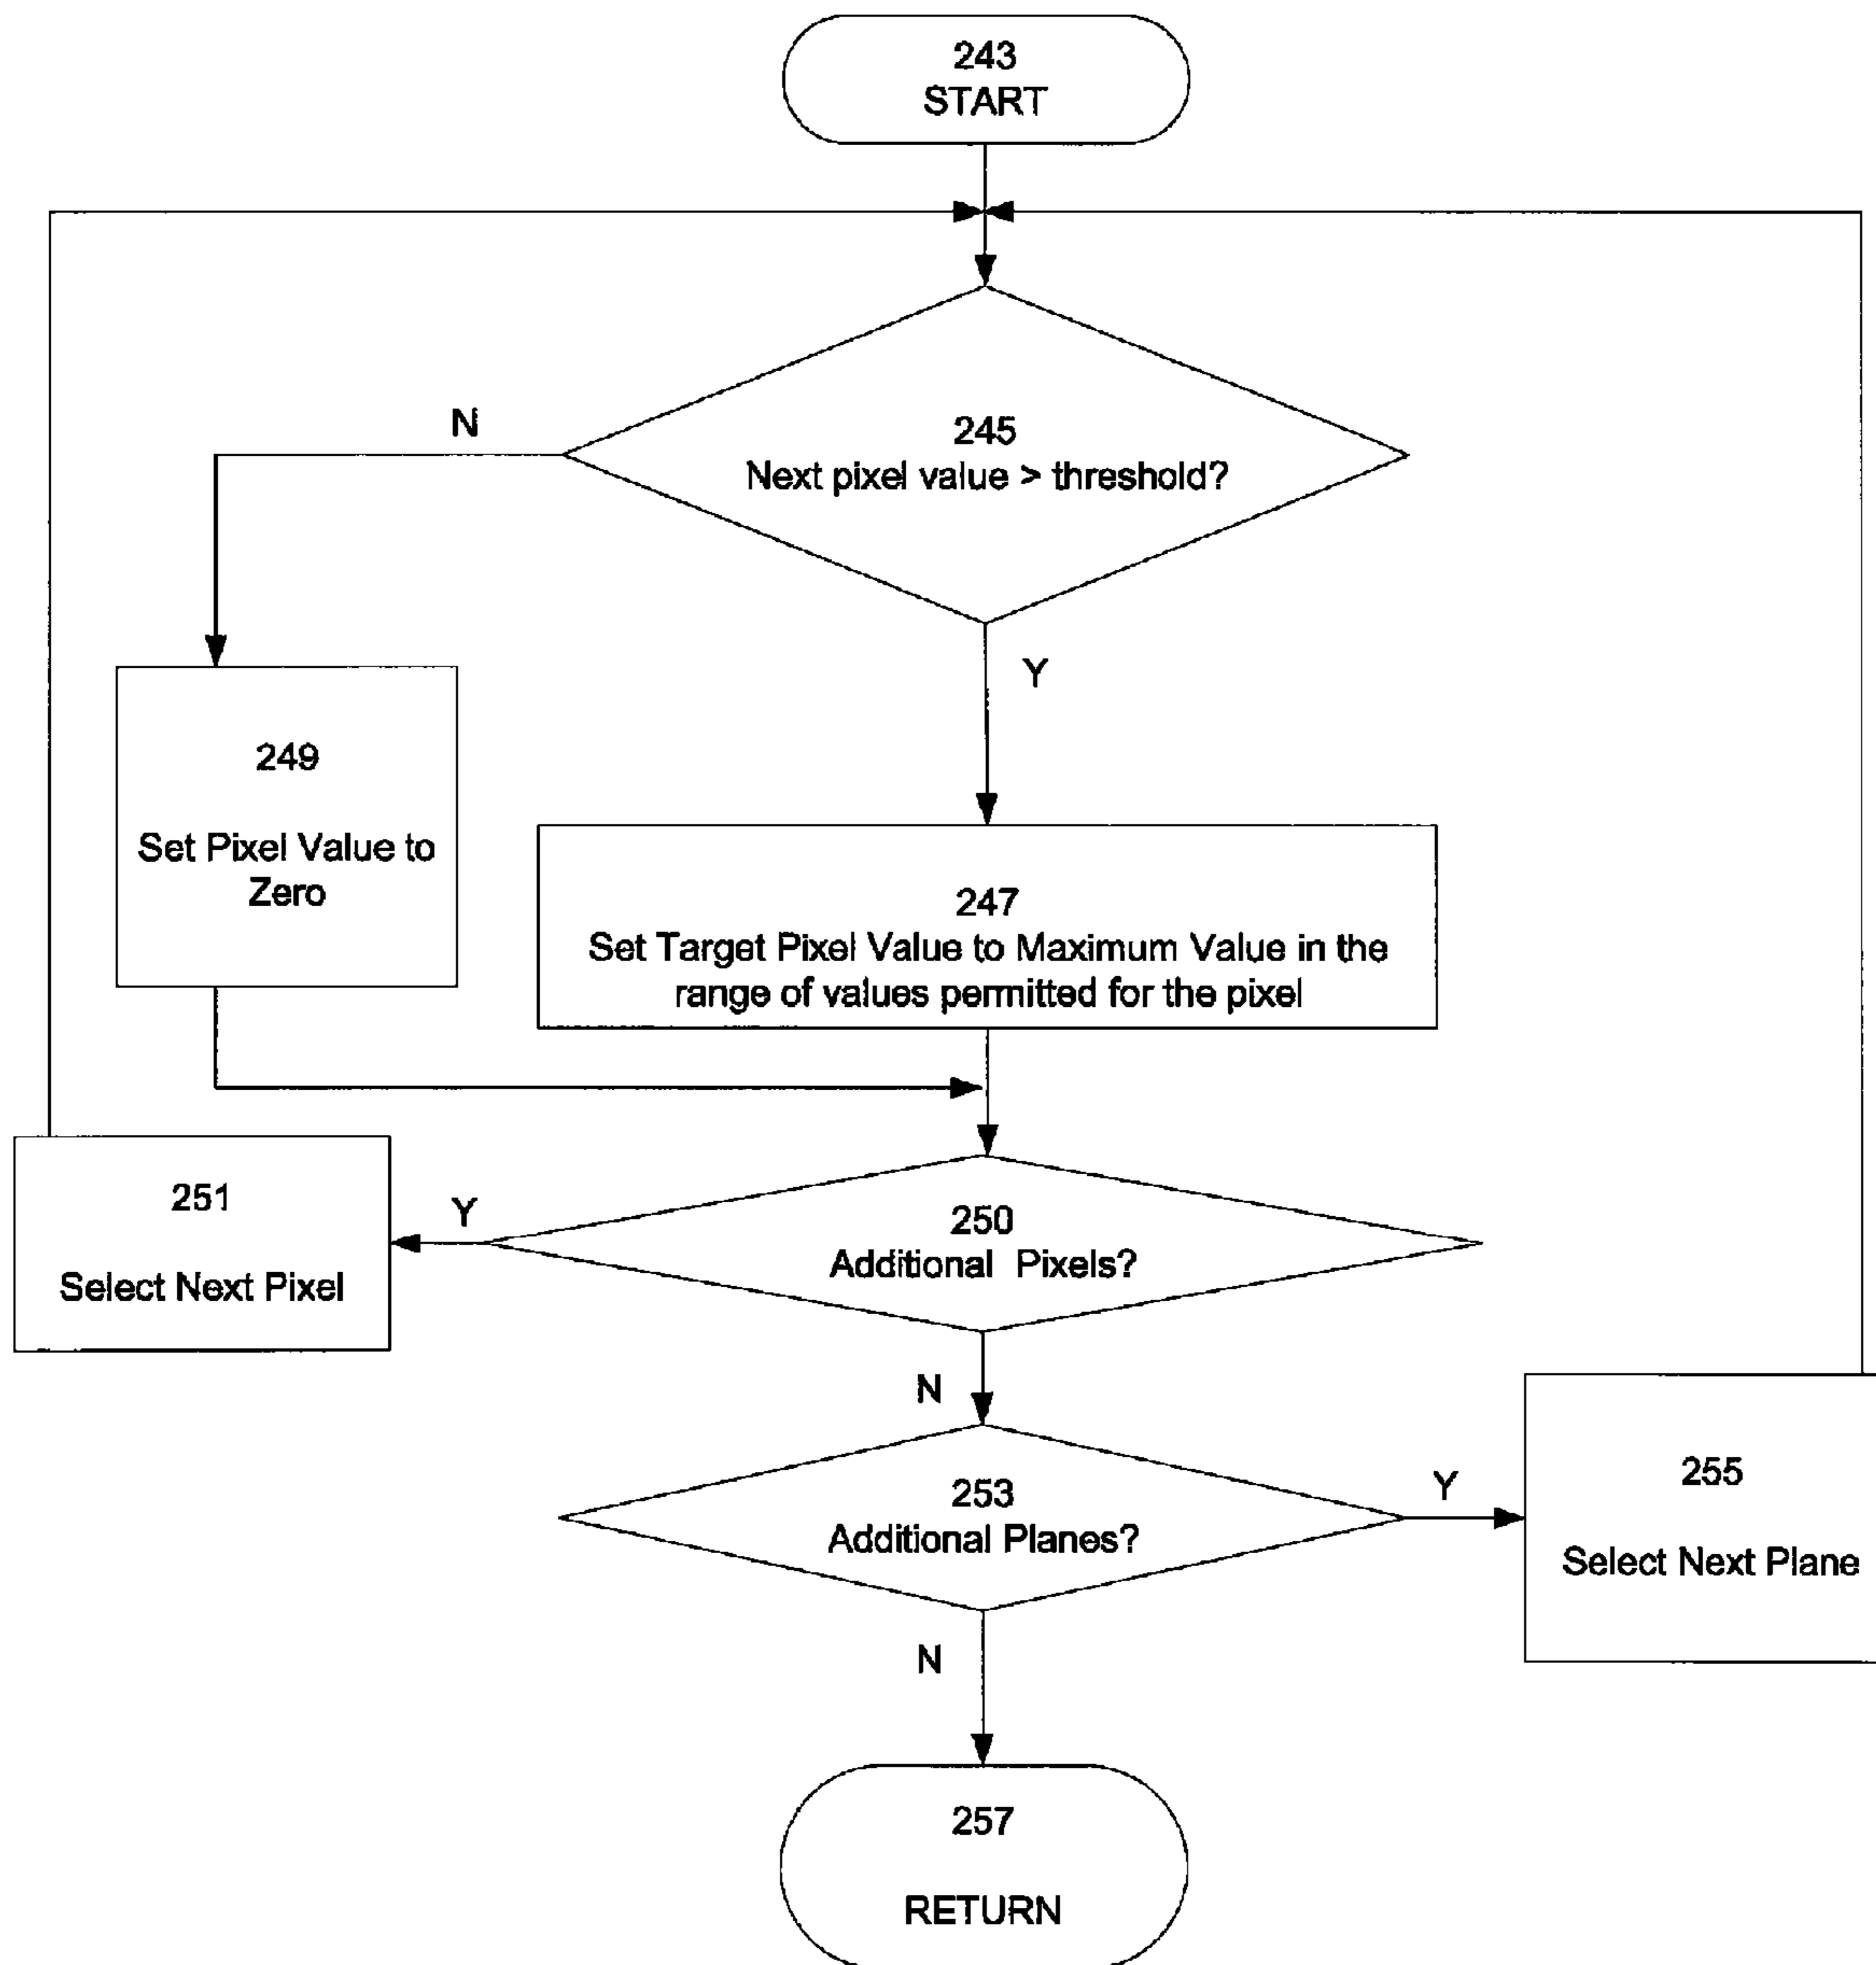 243
START
N
245
Next pixel value > threshold?
Y
249
Set Pixel Value to
Zero
247
Set Target Pixel Value to Maximum Value in the
range of values permitted for the pixel
251
Select Next Pixel
Y
250
Additional Pixels?
N
253
Additional Planes?
Y
255
Select Next Plane
N
257
RETURN